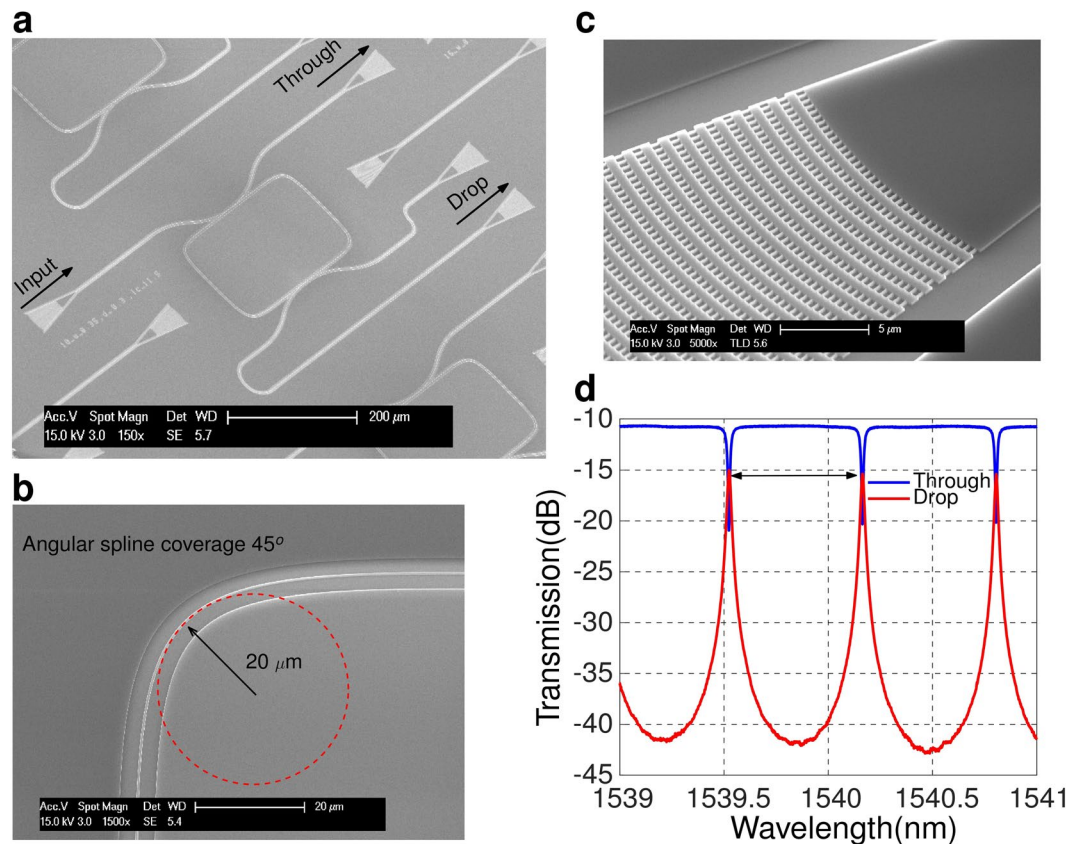 a
Through
Drop
Input
Acc.V Spot Magn Det WD 200 μm
15.0 kV 3.0 150x SE 5.7
b
Angular spline coverage 45°
20 μm
Acc.V Spot Magn Det WD 20 μm
15.0 kV 3.0 1500x SE 5.4
c
Acc.V Spot Magn Det WD 5 μm
15.0 kV 3.0 5000x TLD 5.6
d
-10
-15
-20
-25
-30
-35
-40
-45
Transmission(dB)
Through
Drop
1539 1539.5 1540 1540.5 1541
Wavelength(nm)